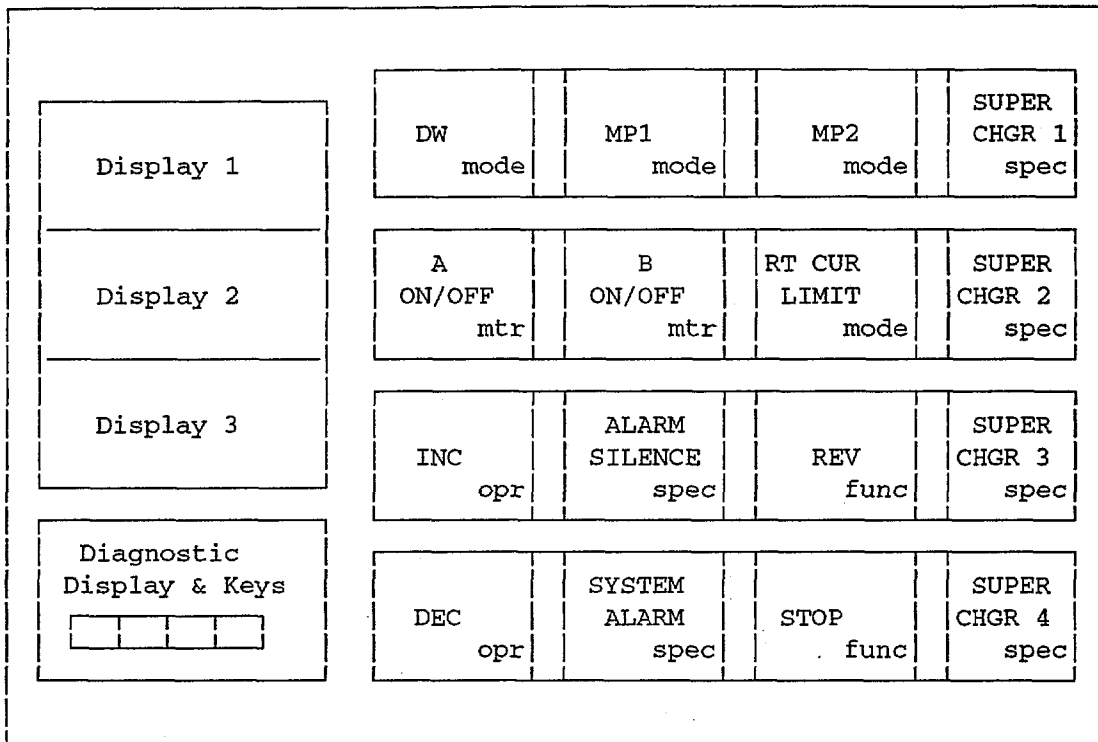 Display 1
Display 2
Display 3
Diagnostic
Display & Keys
DW
mode
MP1
mode
MP2
mode
SUPER
CHGR 1
spec
A
ON/OFF
mtr
B
ON/OFF
mtr
RT CUR
LIMIT
mode
SUPER
CHGR 2
spec
INC
opr
ALARM
SILENCE
spec
REV
func
SUPER
CHGR 3
spec
DEC
opr
SYSTEM
ALARM
spec
STOP
func
SUPER
CHGR 4
spec